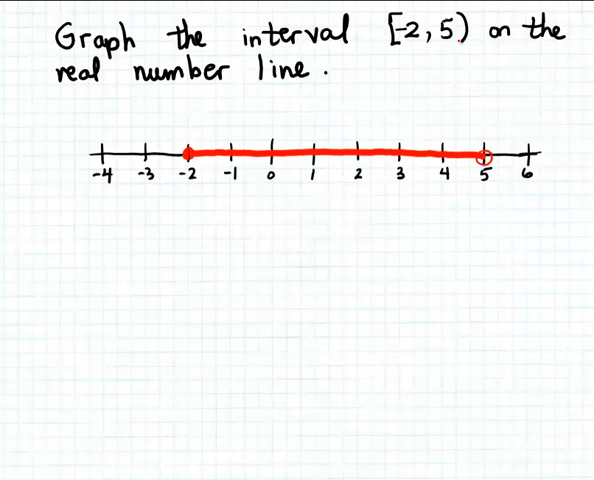 Graph the interval [-2, 5) on the
real number line.
-4 -3 -2 -1 0 1 2 3 4 5 6